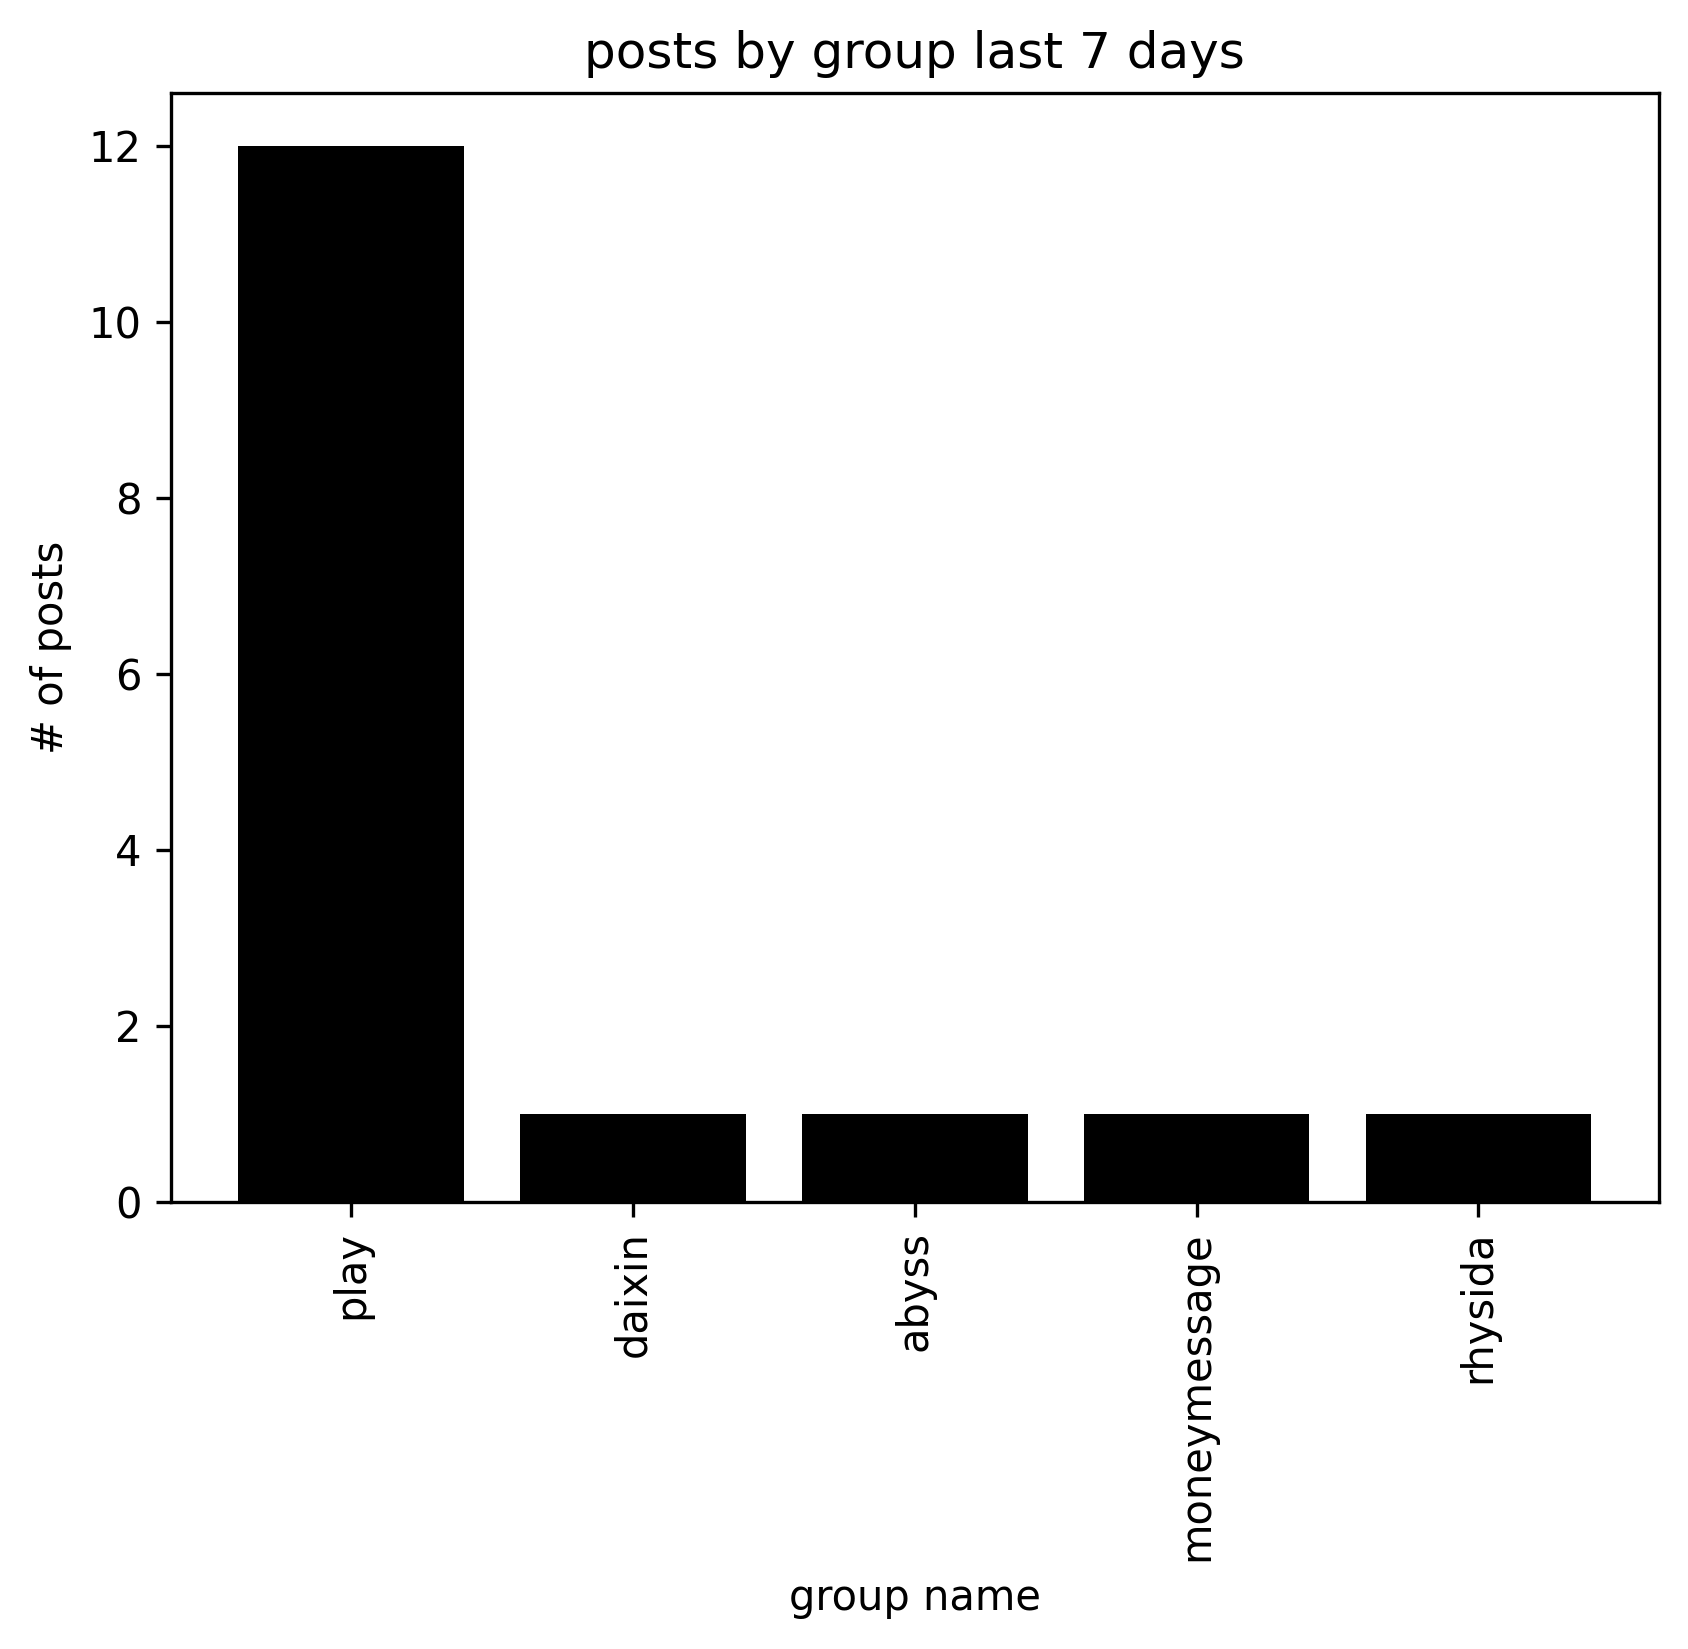 posts by group last 7 days
12
10
8
6
4
2
0
# of posts
play
daixin
abyss
moneymessage
rhysida
group name